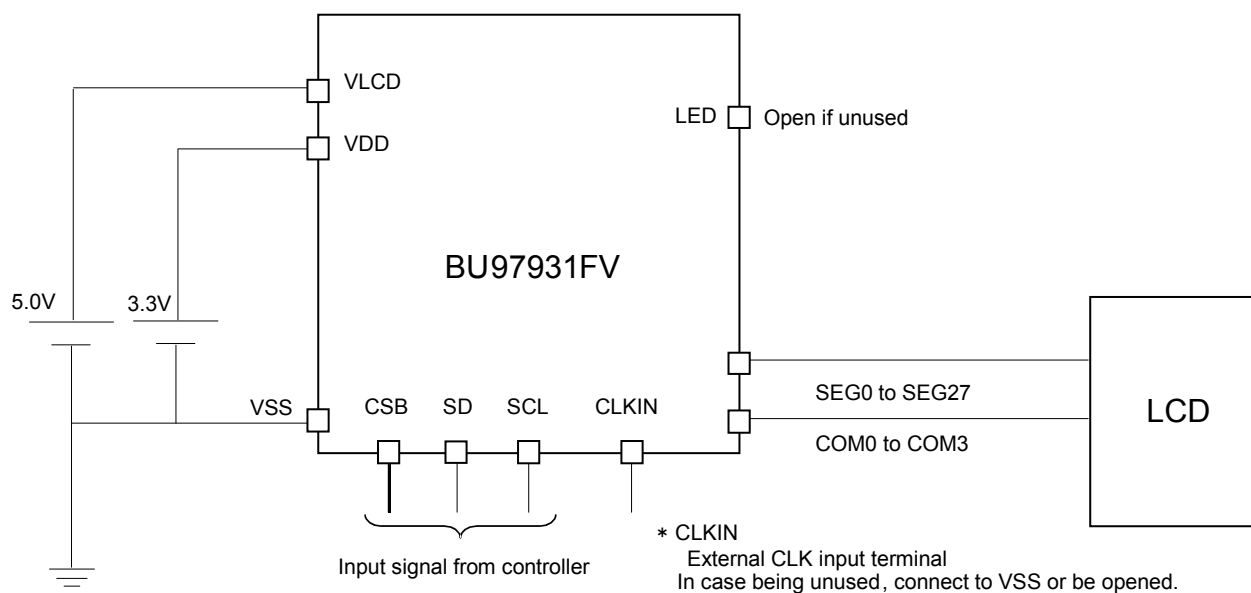 VLCD
LED
Open if unused
VDD
BU97931FV
5.0V
3.3V
SEG0 to SEG27
LCD
VSS
CSB
SD
SCL
CLKIN
COM0 to COM3
Input signal from controller
* CLKIN
External CLK input terminal
In case being unused, connect to VSS or be opened.